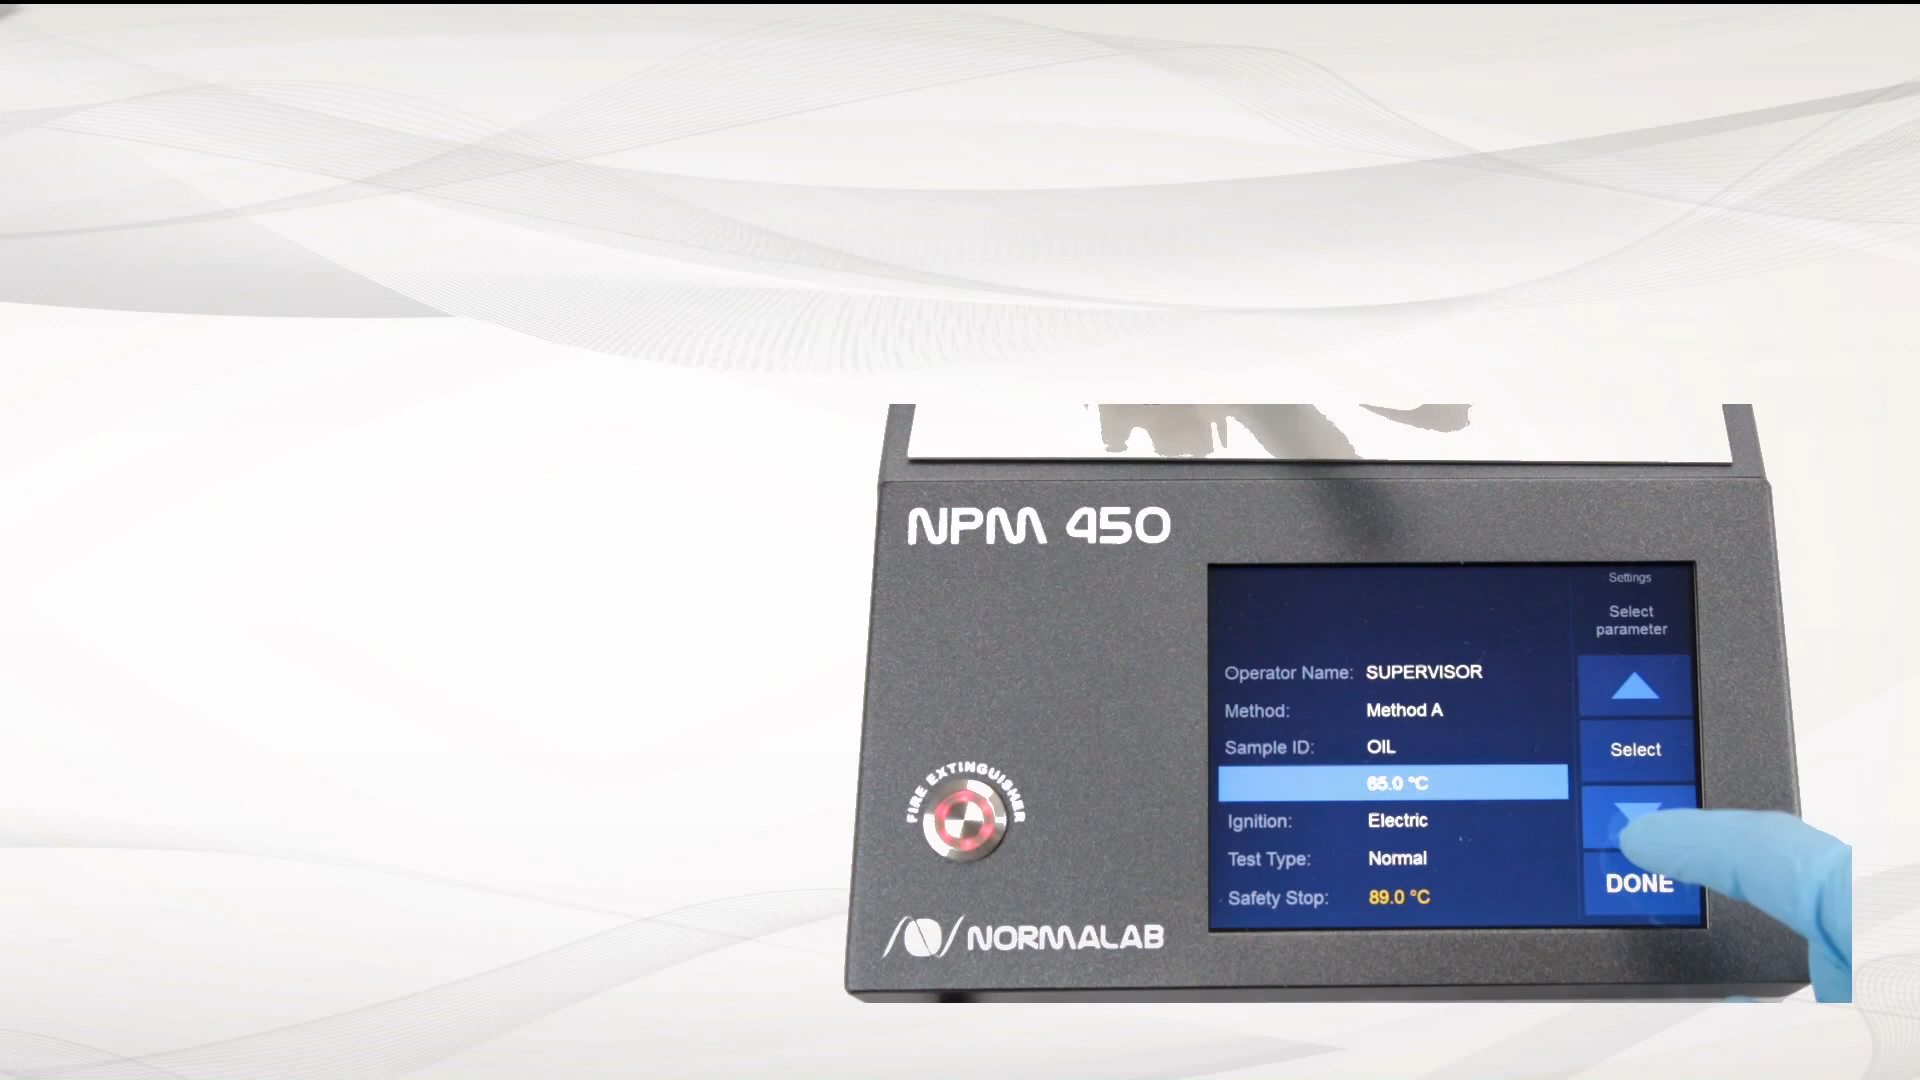 NPM 450
Settings
Select
parameter
Operator Name: SUPERVISOR
Method: Method A
Sample ID: OIL
Select
65.0 °C
Ignition: Electric
Test Type: Normal
Safety Stop: 89.0 °C
DONE
FIRE EXTINGUISHER
NORMALAB